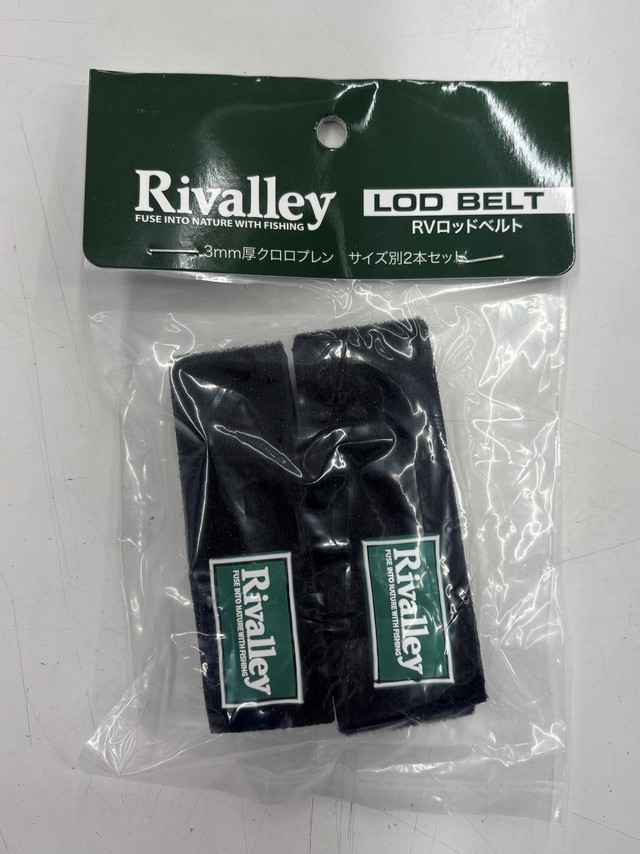 Rivalley
FUSE INTO NATURE WITH FISHING
LOD BELT
RVロッドベルト
3mm厚クロロプレン サイズ別2本セット
Rivalley
FUSE INTO NATURE WITH FISHING
Rivalley
FUSE INTO NATURE WITH FISHING